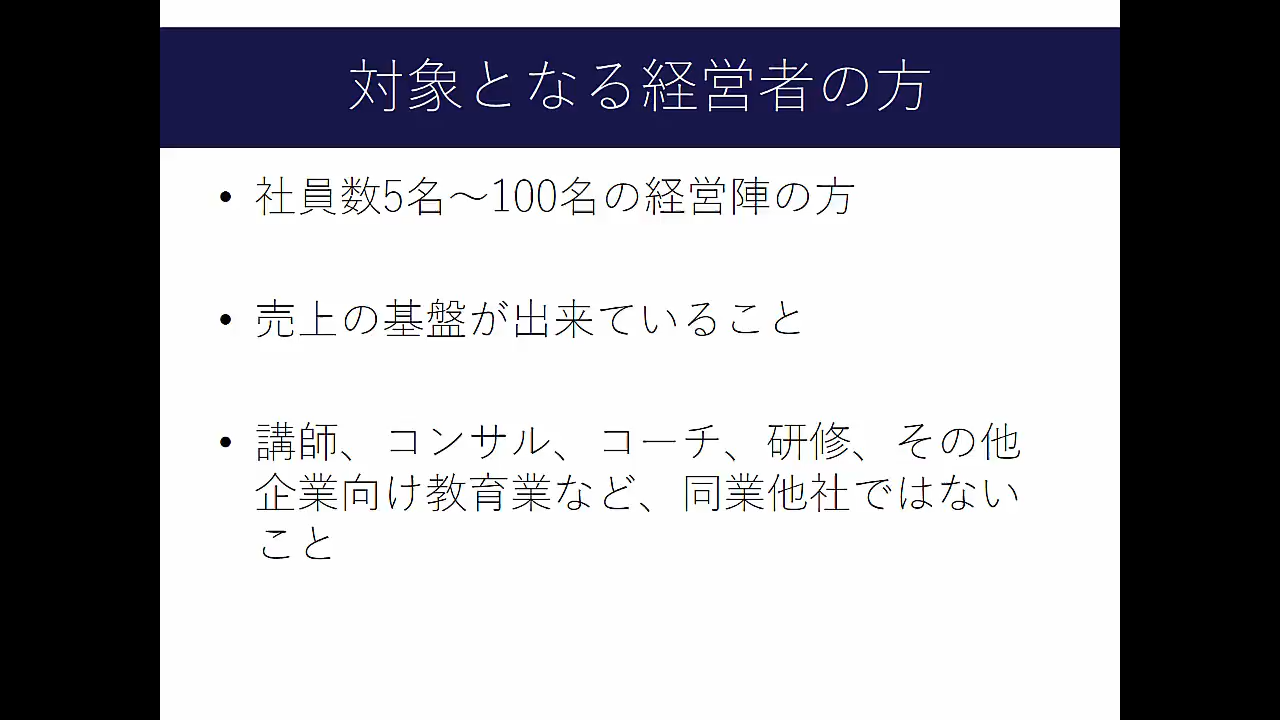 対象となる経営者の方
• 社員数5名～100名の経営陣の方
• 売上の基盤が出来ていること
• 講師、コンサル、コーチ、研修、その他
企業向け教育業など、同業他社ではない
こと